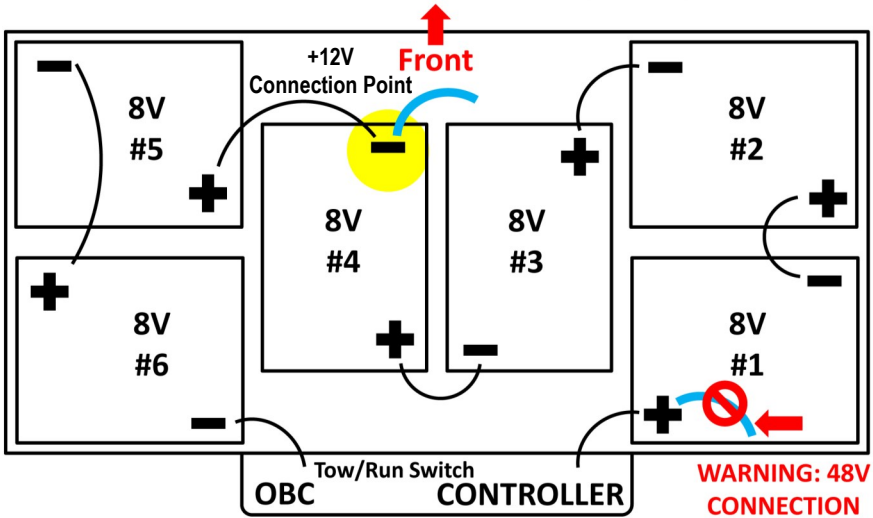 Front
+12V
Connection Point
8V
#5
8V
#4
8V
#3
8V
#2
8V
#6
8V
#1
Tow/Run Switch
OBC
CONTROLLER
WARNING: 48V
CONNECTION